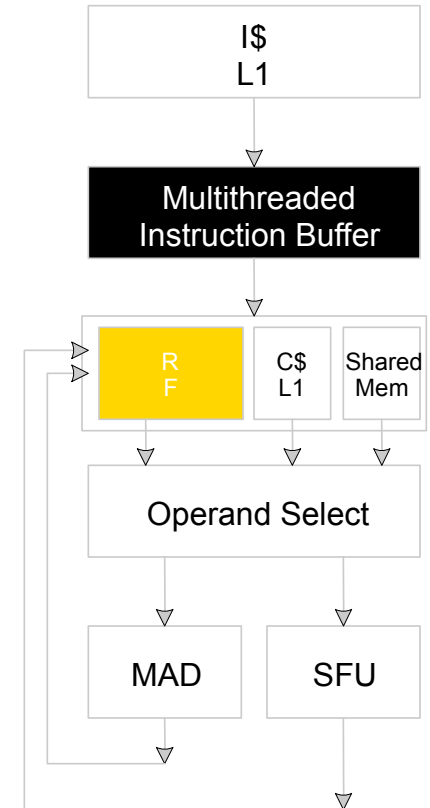 I$
L1
Multithreaded
Instruction Buffer
R
F
C$
L1
Shared
Mem
Operand Select
MAD
SFU